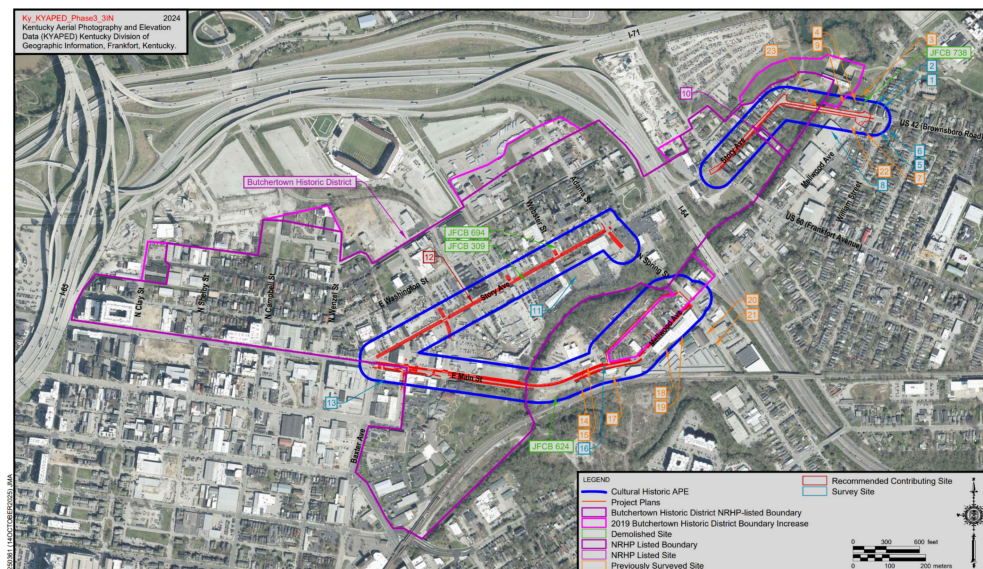 Ky_KYAPED_Phase3_3IN 2024
Kentucky Aerial Photography and Elevation
Data (KYAPED) Kentucky Division of
Geographic Information, Frankfort, Kentucky.
I-71
23
4
9
3
JFCB 738
2
1
10
US 42 (Brownsboro Road)
Story Ave
Mellwood Ave
William Street
6
5
22
7
8
US 60 (Frankfort Avenue)
I-64
Butchertown Historic District
Adams St
Webster St
JFCB 694
JFCB 309
12
E Washington St
Story Ave
N Spring St
11
I-65
N Clay St
N Shelby St
N Campbell St
N Wenzel St
Mellwood Ave
20
21
E Main St
13
18
19
14
15
16
17
JFCB 624
Baxter Ave
LEGEND
Cultural Historic APE
Project Plans
Butchertown Historic District NRHP-listed Boundary
2019 Butchertown Historic District Boundary Increase
Demolished Site
NRHP Listed Boundary
NRHP Listed Site
Previously Surveyed Site
Recommended Contributing Site
Survey Site
0 300 600 feet
0 100 200 meters
250361 (14OCTOBER2025) JMA